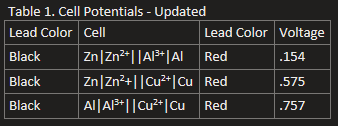 Table 1. Cell Potentials - Updated
Lead Color Cell Lead Color Voltage
Black Zn|Zn²⁺||Al³⁺|Al Red .154
Black Zn|Zn²+||Cu²⁺|Cu Red .575
Black Al|Al³⁺||Cu²⁺|Cu Red .757